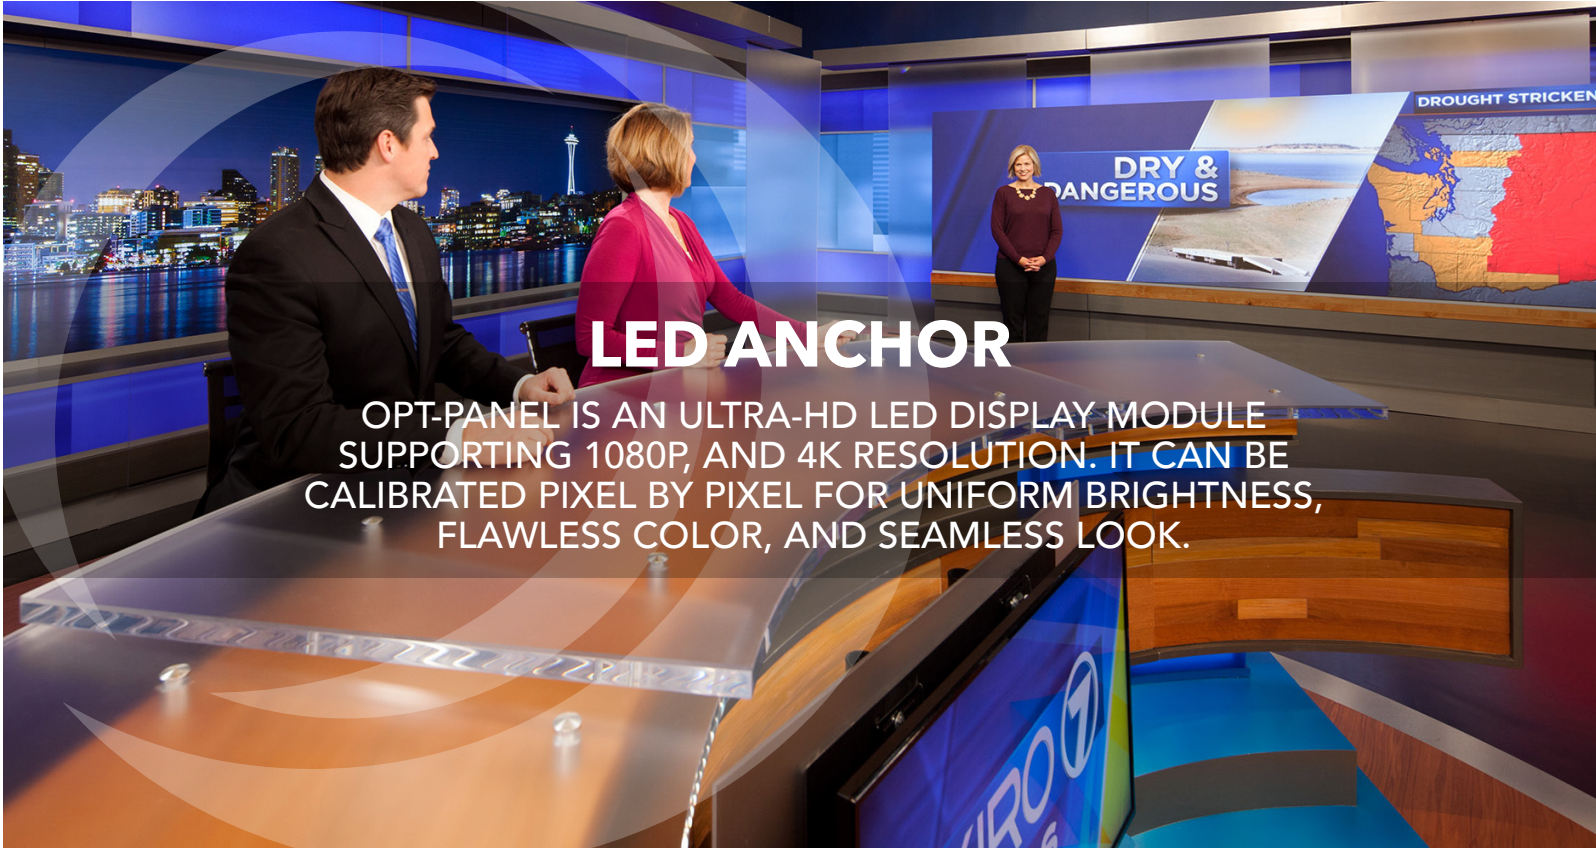 DROUGHT STRICKEN
DRY &
DANGEROUS
LED ANCHOR
OPT-PANEL IS AN ULTRA-HD LED DISPLAY MODULE
SUPPORTING 1080P, AND 4K RESOLUTION. IT CAN BE
CALIBRATED PIXEL BY PIXEL FOR UNIFORM BRIGHTNESS,
FLAWLESS COLOR, AND SEAMLESS LOOK.
KIRO 7